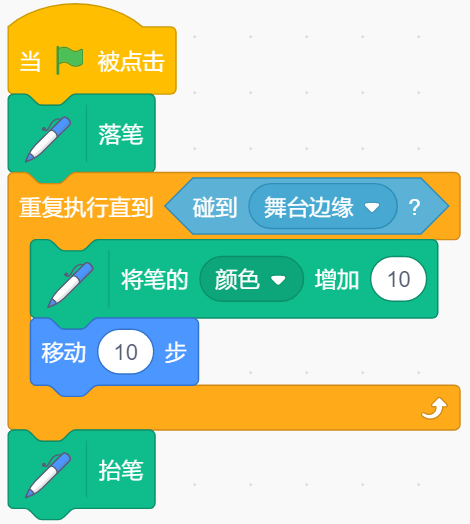 当 被点击
落笔
重复执行直到 碰到 舞台边缘 ?
将笔的 颜色 增加 10
移动 10 步
抬笔